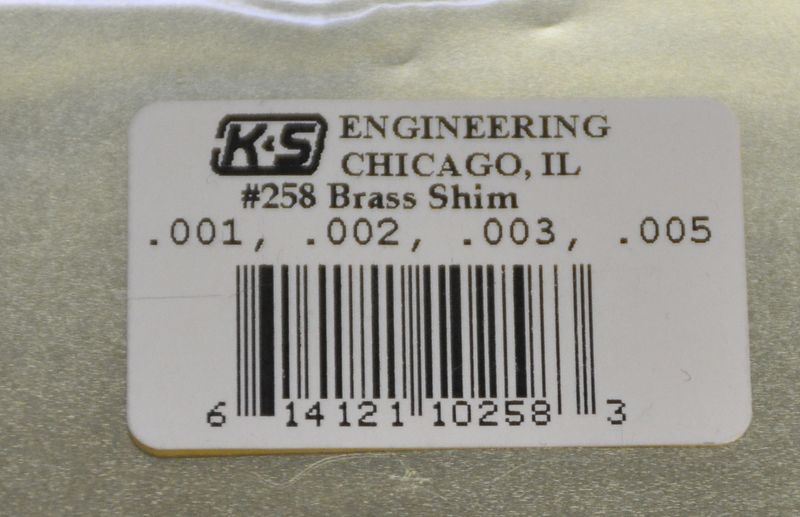 K&S ENGINEERING
CHICAGO, IL
#258 Brass Shim
.001, .002, .003, .005
6 14121 10258 3